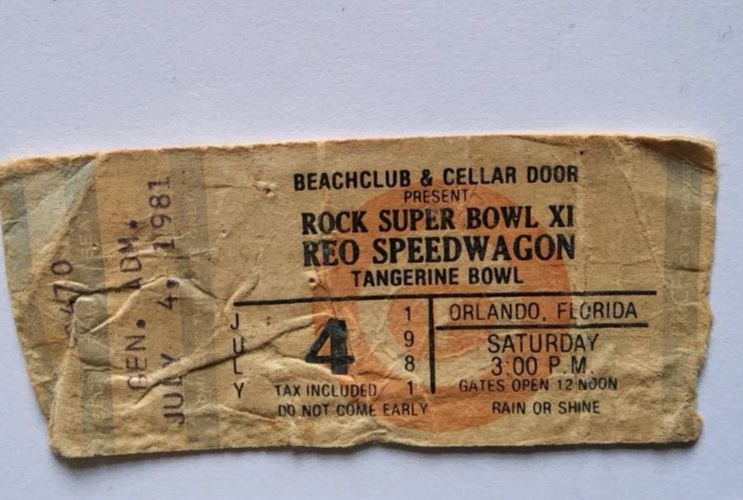 BEACHCLUB & CELLAR DOOR
PRESENT
ROCK SUPER BOWL XI
REO SPEEDWAGON
TANGERINE BOWL
JULY 4 1981
TAX INCLUDED
DO NOT COME EARLY
ORLANDO, FLORIDA
SATURDAY
3:00 P.M.
GATES OPEN 12 NOON
RAIN OR SHINE
GEN. ADM.
JULY 4, 1981